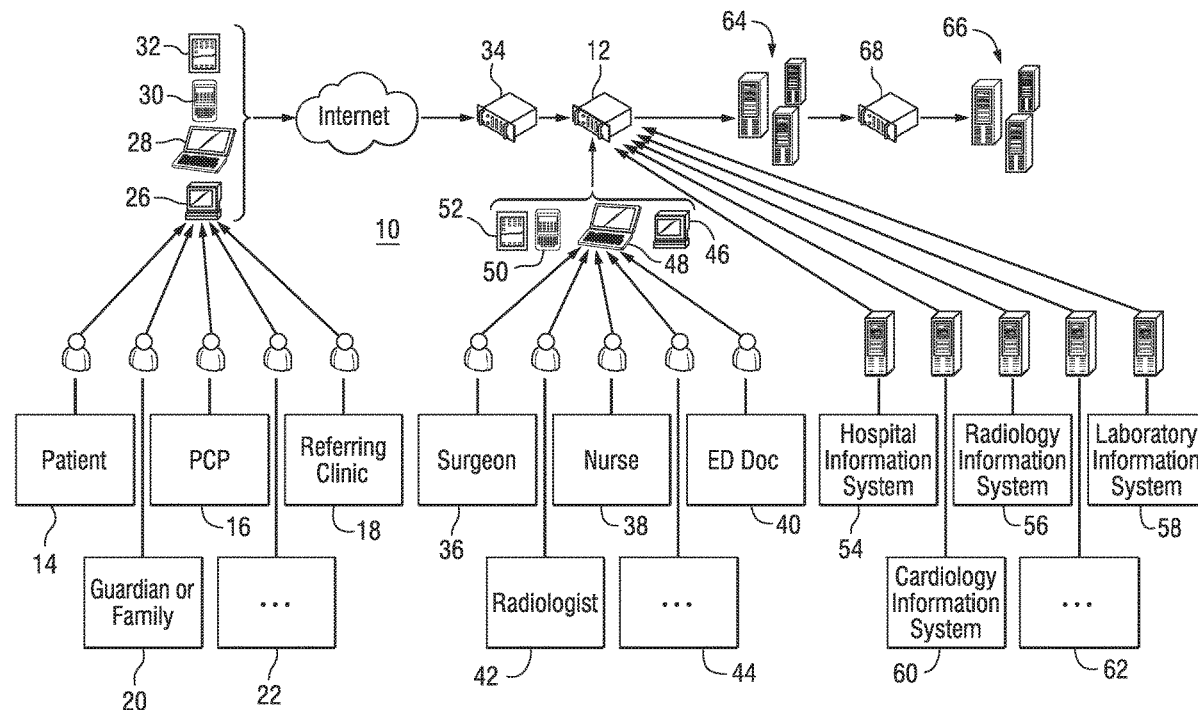 64
66
32
34
12
68
30
Internet
28
26
52
10
50
48
46
Patient
PCP
Referring
Clinic
Surgeon
Nurse
ED Doc
Hospital
Information
System
Radiology
Information
System
Laboratory
Information
System
14
16
18
36
38
40
54
56
58
Guardian or
Family
...
Radiologist
...
Cardiology
Information
System
...
20
22
42
44
60
62